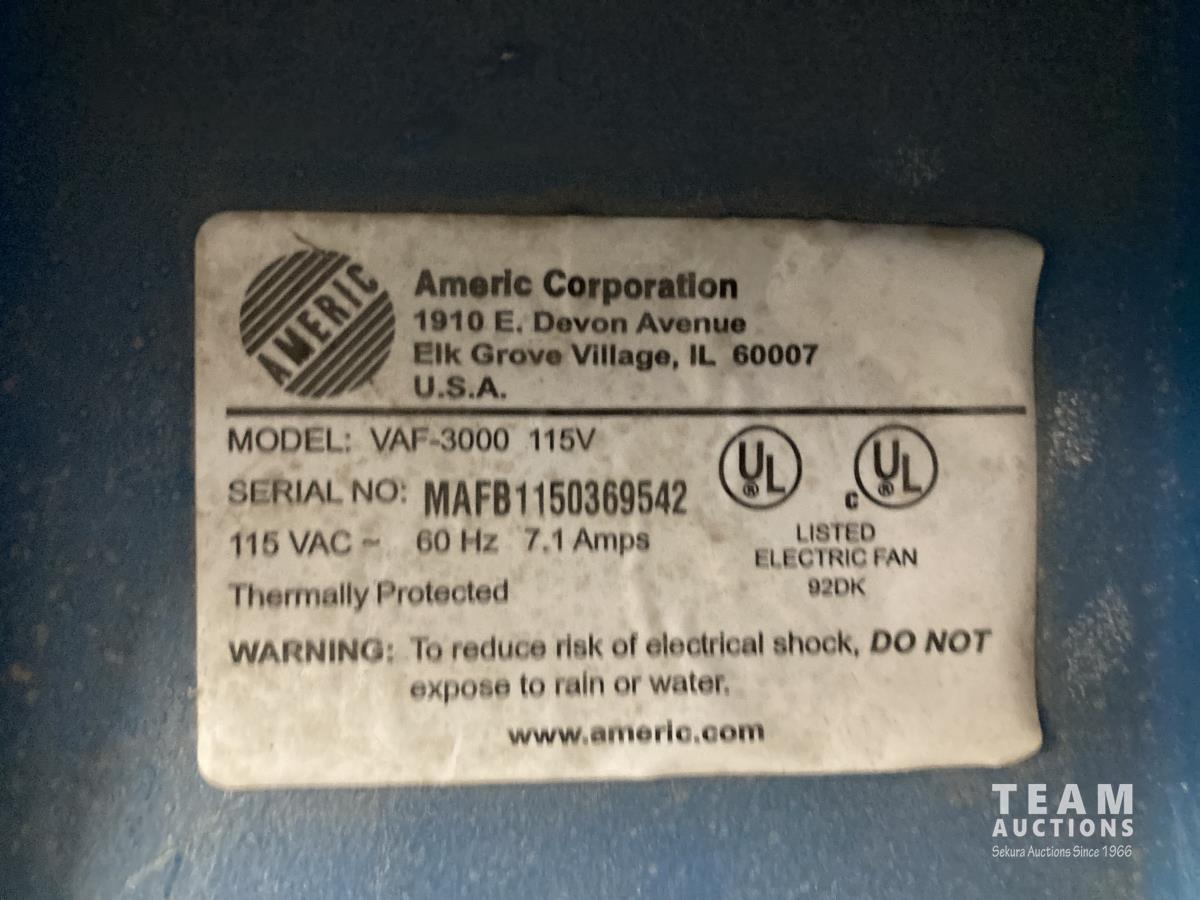 AMERIC
Americ Corporation
1910 E. Devon Avenue
Elk Grove Village, IL 60007
U.S.A.
MODEL: VAF-3000 115V
SERIAL NO: MAFB1150369542
115 VAC ~ 60 Hz 7.1 Amps
Thermally Protected
UL ®
c UL ®
LISTED
ELECTRIC FAN
92DK
WARNING: To reduce risk of electrical shock, DO NOT
expose to rain or water.
www.americ.com
TEAM
AUCTIONS
Sekura Auctions Since 1966